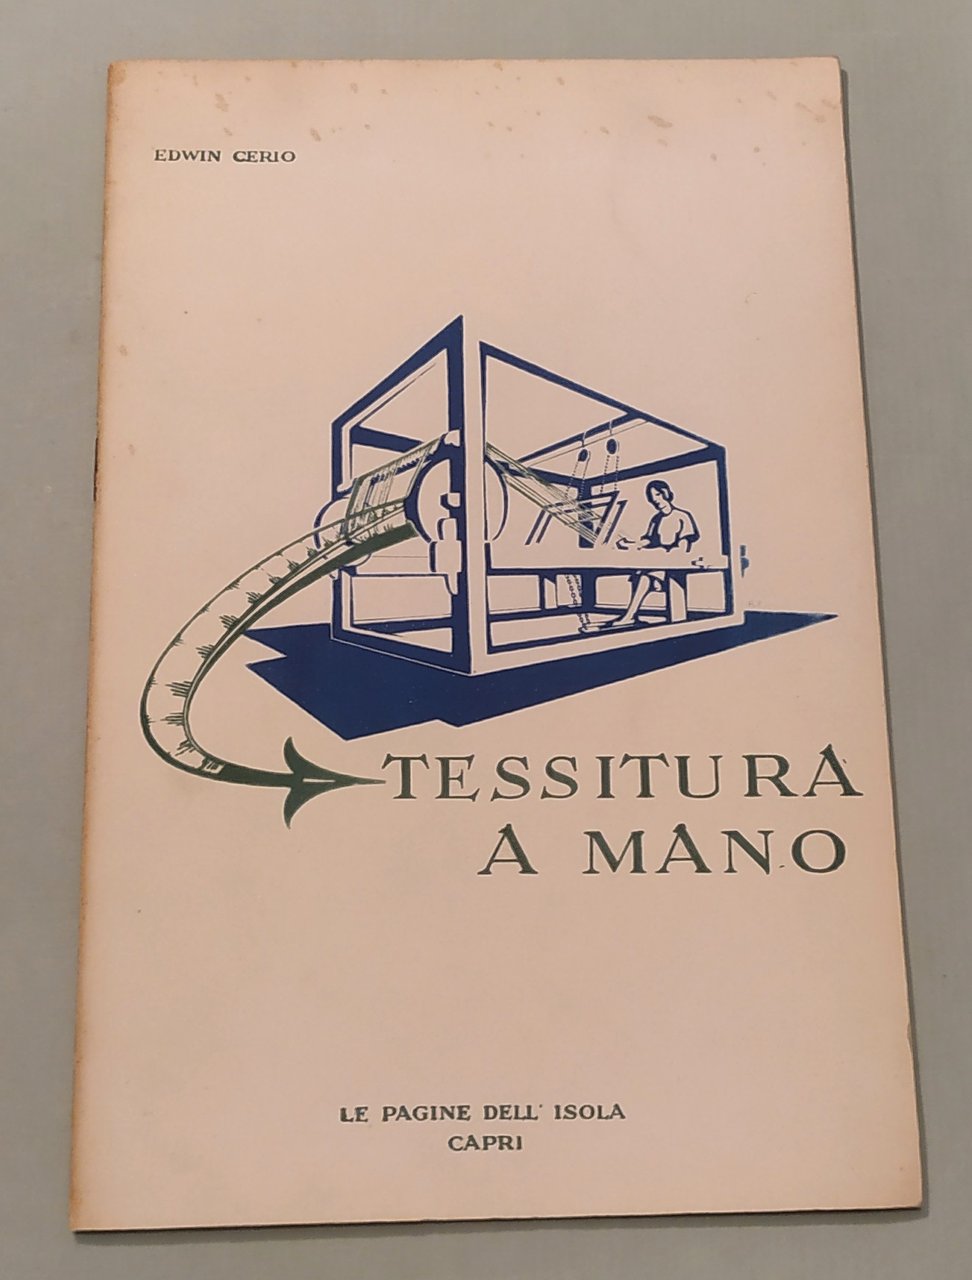 EDWIN CERIO
TESSITURA
A MANO
LE PAGINE DELL' ISOLA
CAPRI